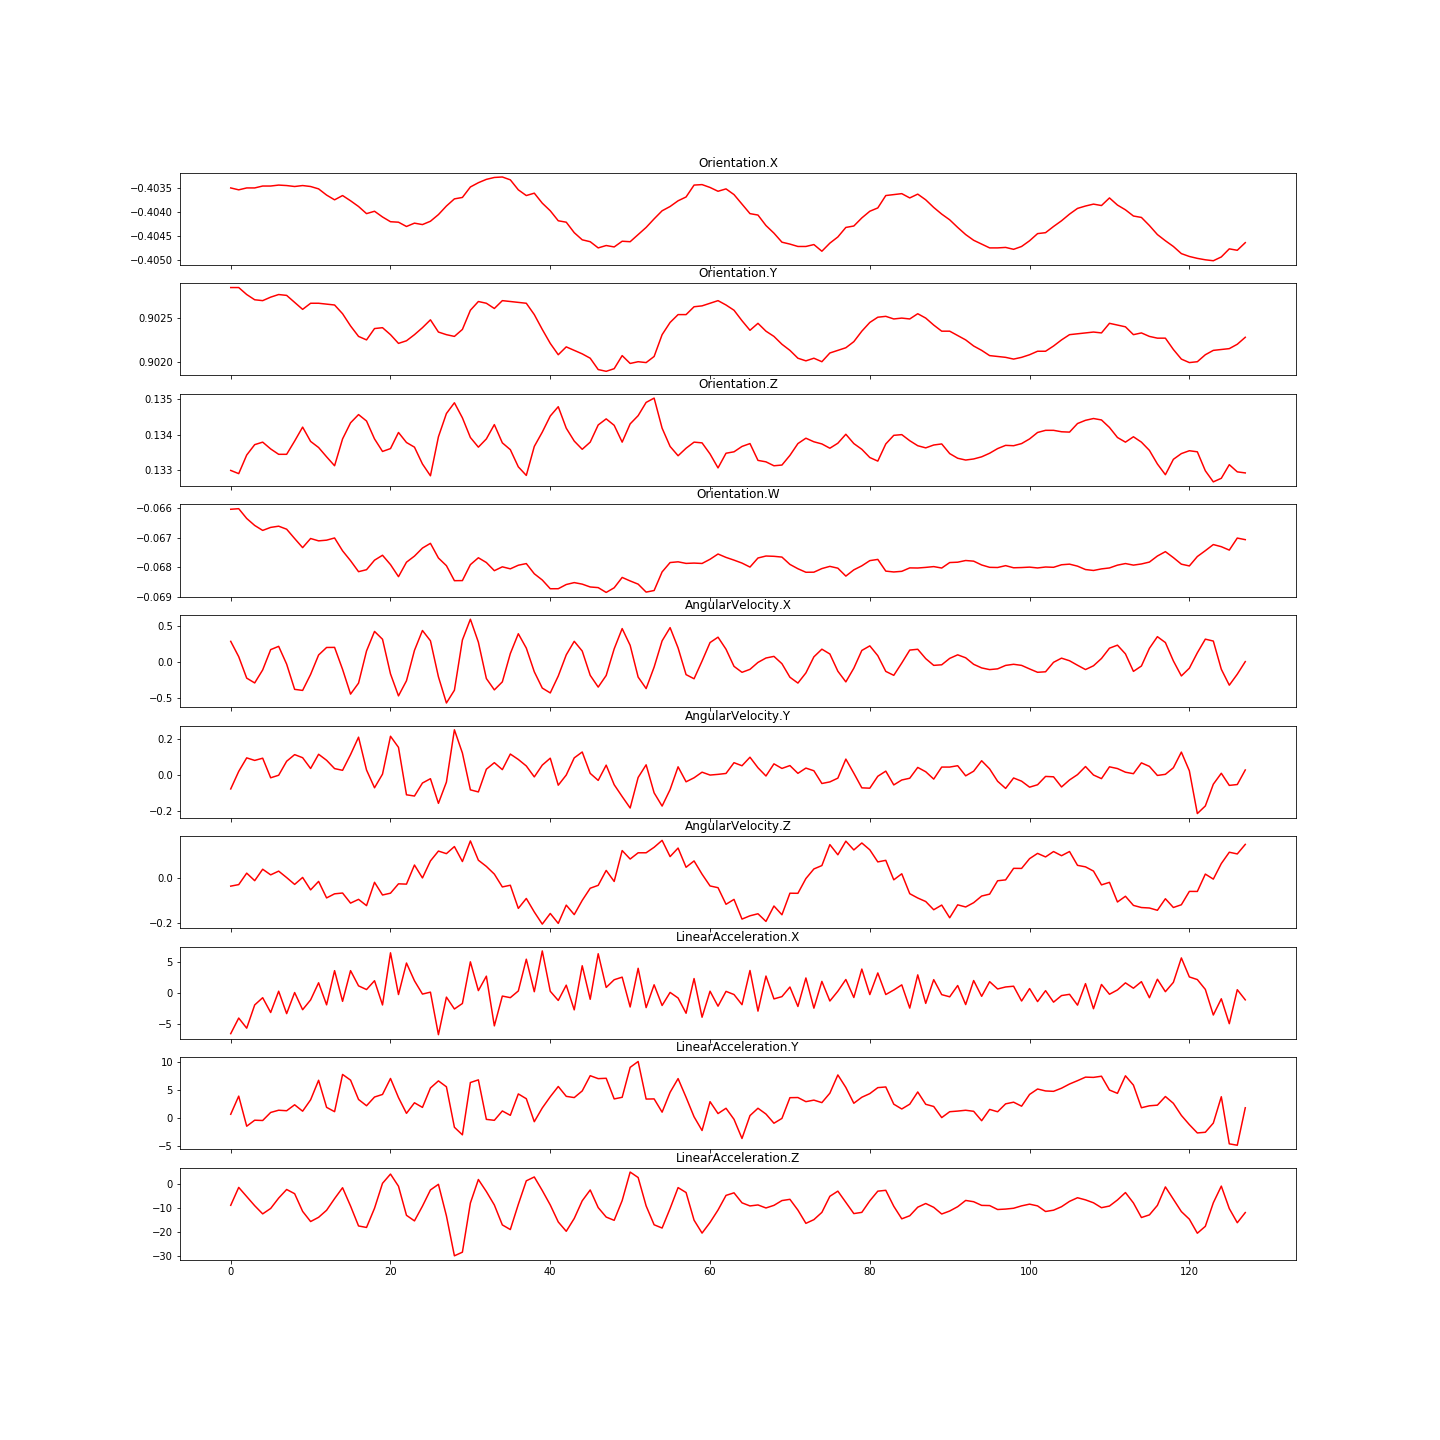 Orientation.X
−0.4035
−0.4040
−0.4045
−0.4050
Orientation.Y
0.9025
0.9020
Orientation.Z
0.135
0.134
0.133
Orientation.W
−0.066
−0.067
−0.068
−0.069
AngularVelocity.X
0.5
0.0
−0.5
AngularVelocity.Y
0.2
0.0
−0.2
AngularVelocity.Z
0.0
−0.2
LinearAcceleration.X
5
0
−5
LinearAcceleration.Y
10
5
0
−5
LinearAcceleration.Z
0
−10
−20
−30
0 20 40 60 80 100 120